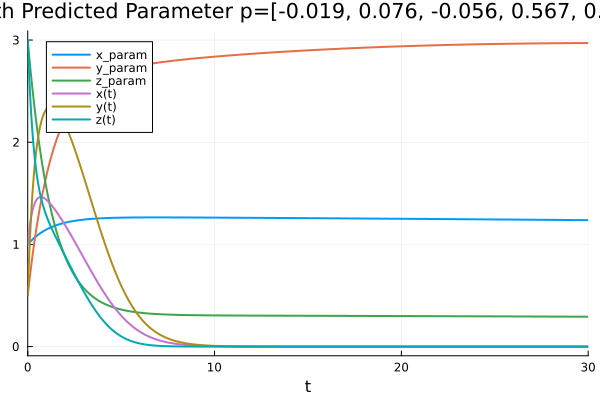 th Predicted Parameter p=[-0.019, 0.076, -0.056, 0.567, 0.
3
x_param
y_param
z_param
x(t)
y(t)
z(t)
2
1
0
0 10 20 30
t